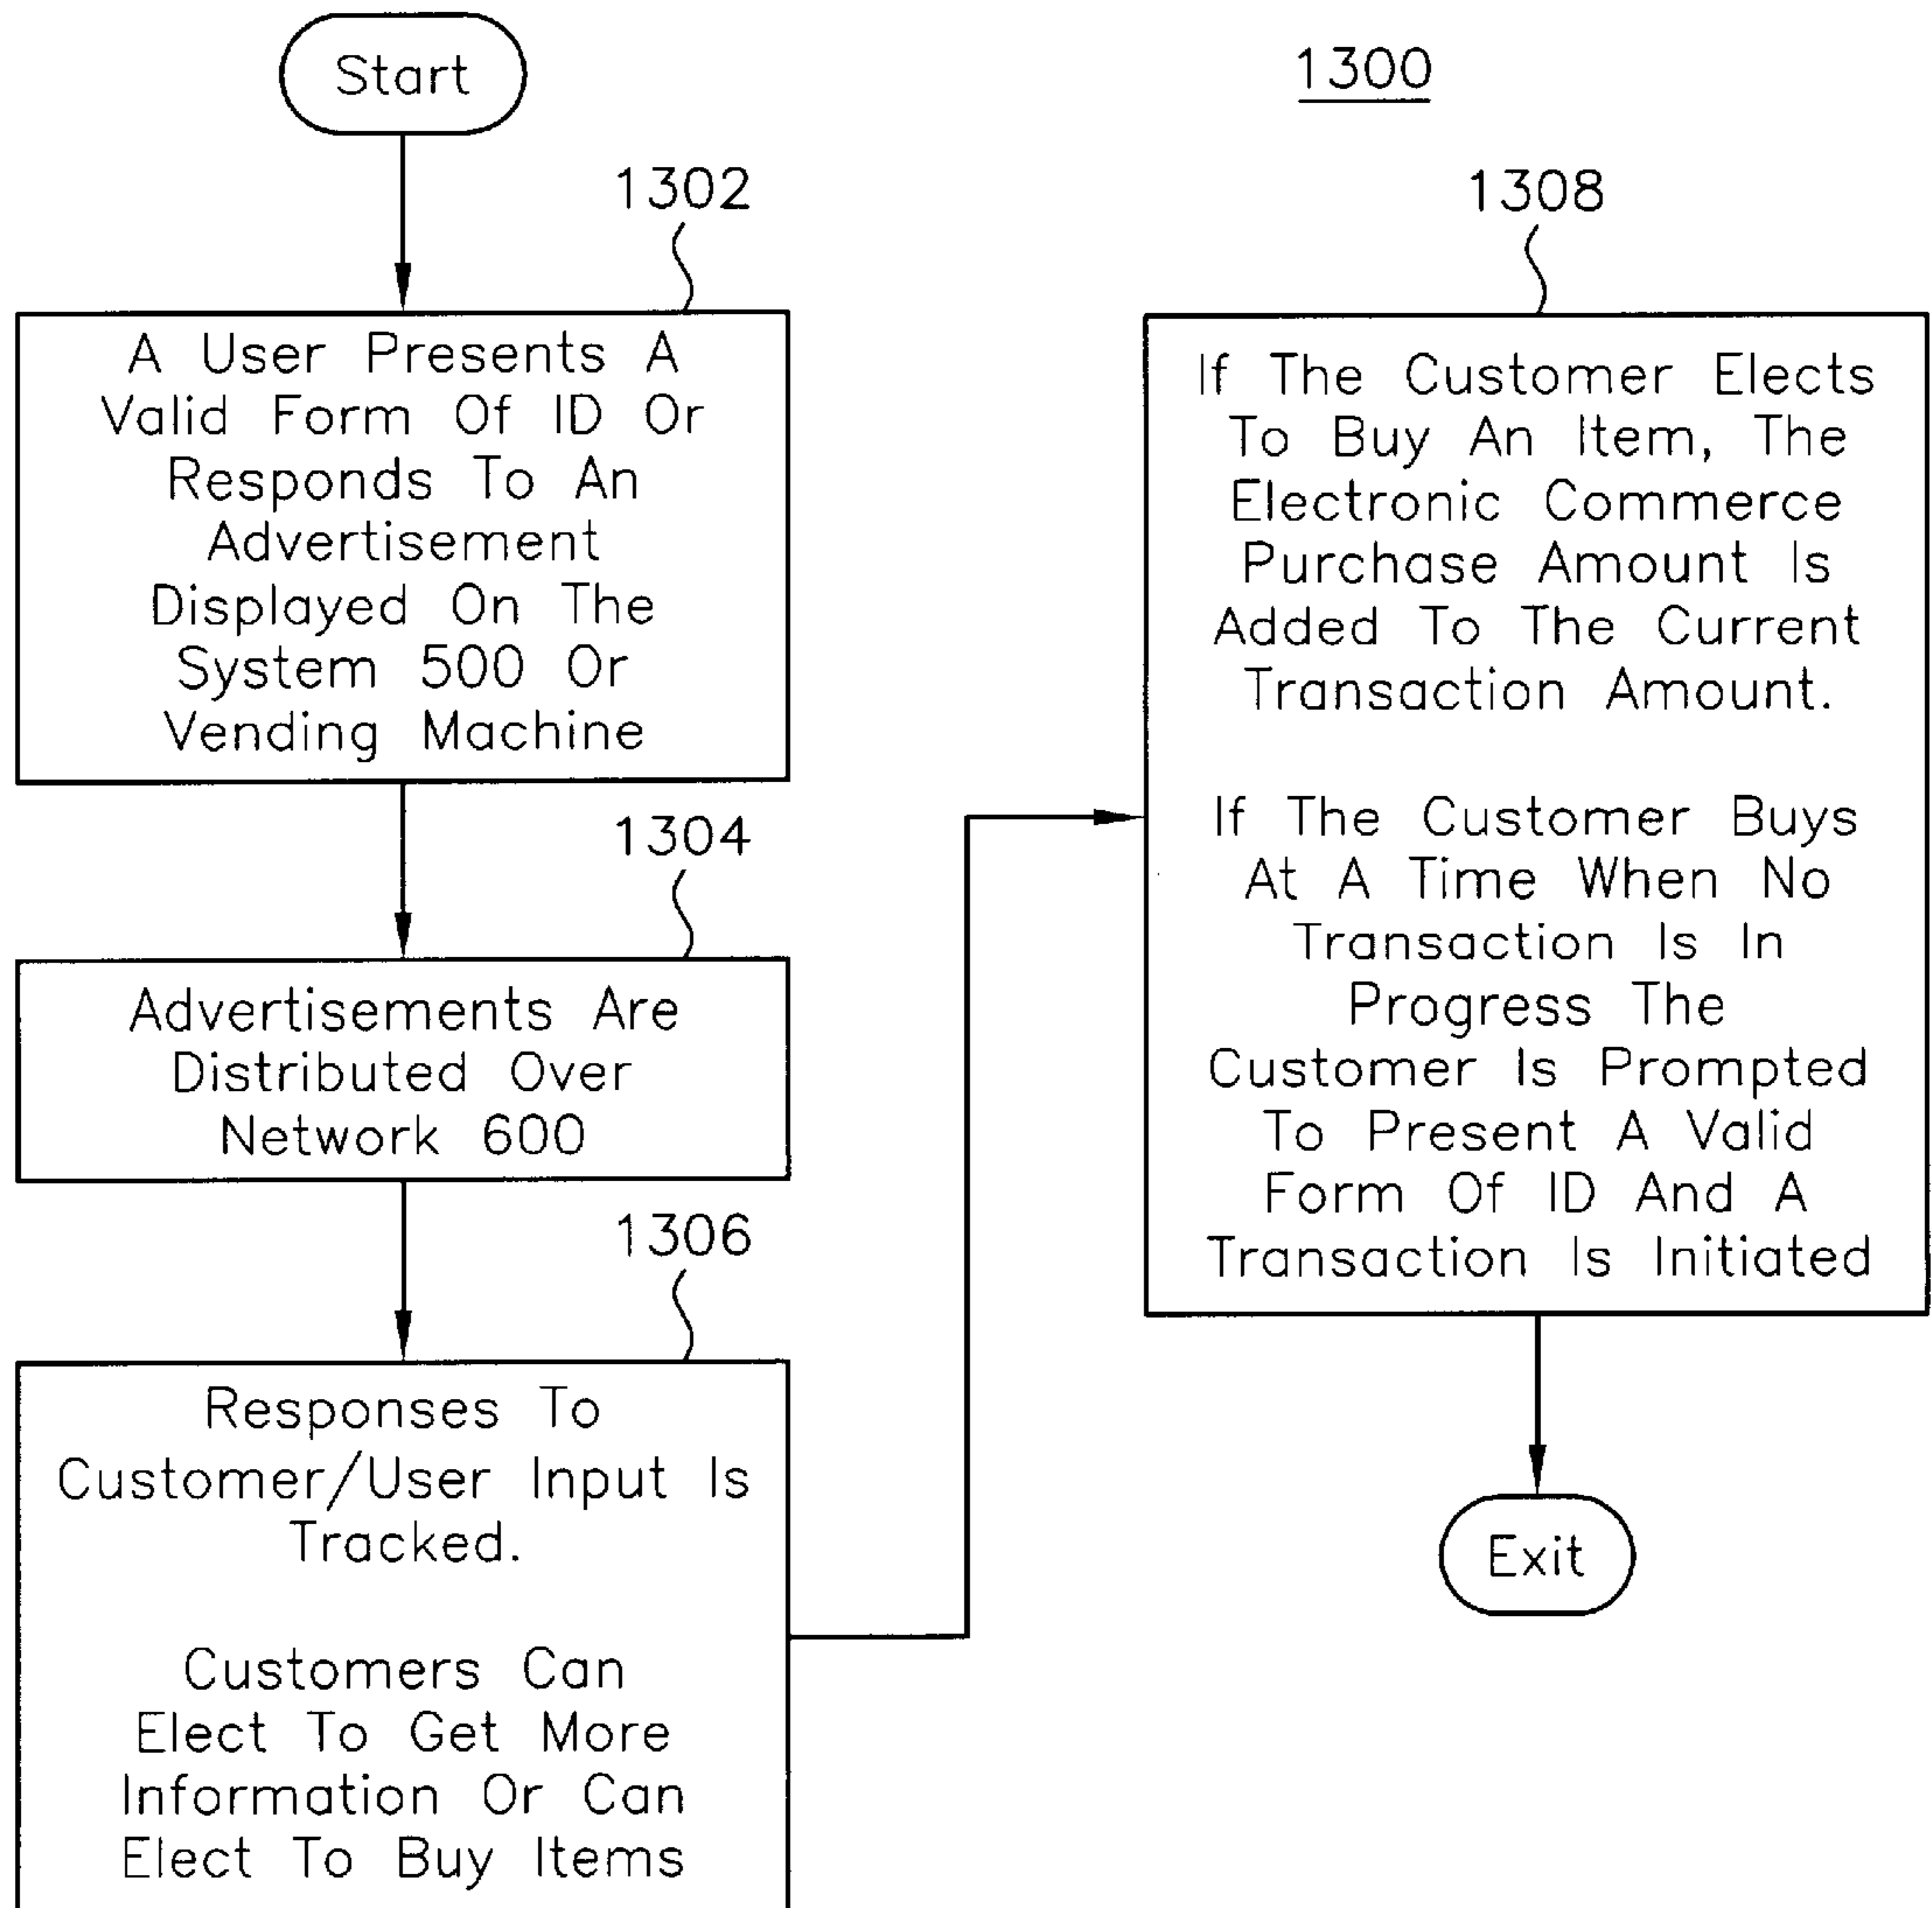 Start
1300
1302
A User Presents A
Valid Form Of ID Or
Responds To An
Advertisement
Displayed On The
System 500 Or
Vending Machine
1304
Advertisements Are
Distributed Over
Network 600
1306
Responses To
Customer/User Input Is
Tracked.
Customers Can
Elect To Get More
Information Or Can
Elect To Buy Items
1308
If The Customer Elects
To Buy An Item, The
Electronic Commerce
Purchase Amount Is
Added To The Current
Transaction Amount.
If The Customer Buys
At A Time When No
Transaction Is In
Progress The
Customer Is Prompted
To Present A Valid
Form Of ID And A
Transaction Is Initiated
Exit